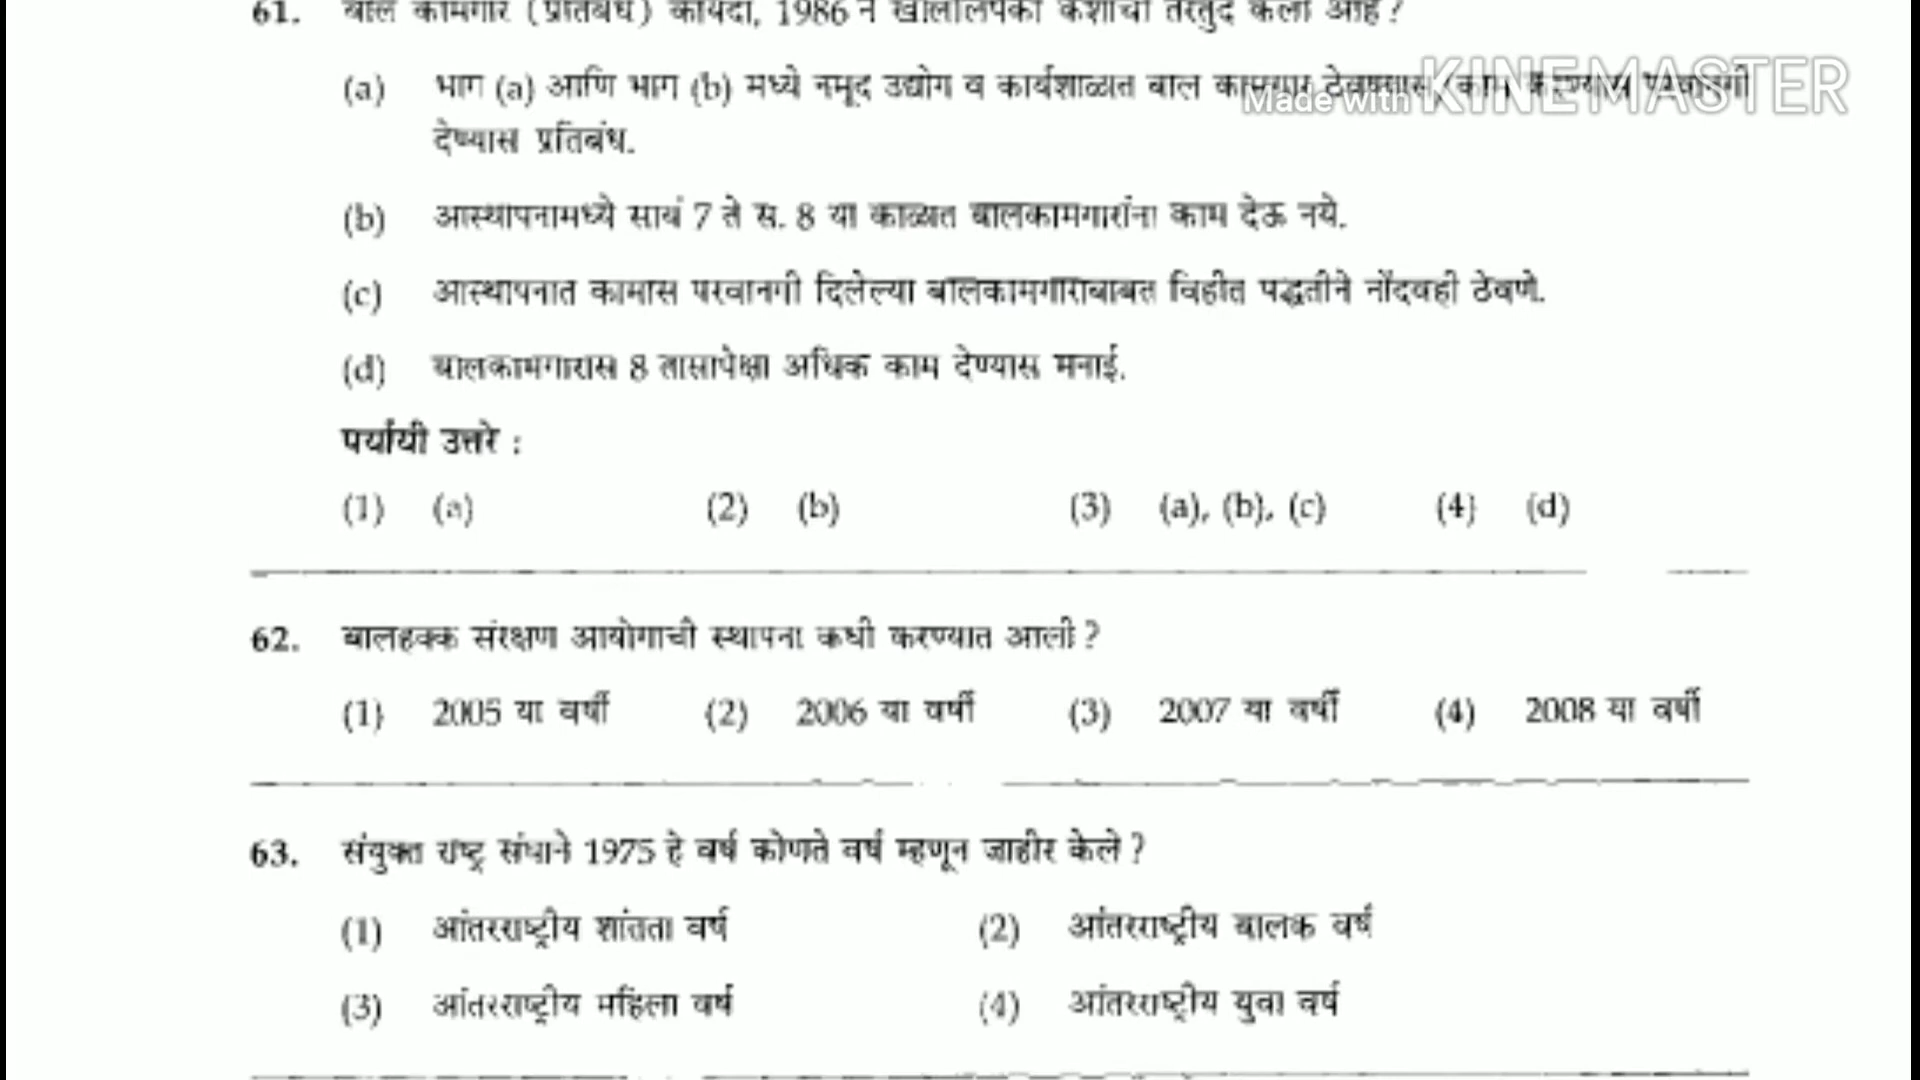 61. बाल कामगार (प्रतिबंध) कायदा, 1986 ने खालीलपैकी कशाची तरतुद केली आहे ?
(a) भाग (a) आणि भाग (b) मध्ये नमूद उद्योग व कार्यशाळात बाल कामगार ठेवण्यास/काम करण्यास परवानगी
Made with KINEMASTER
देण्यास प्रतिबंध.
(b) आस्थापनामध्ये सायं 7 ते स. 8 या काळात बालकामगारांना काम देऊ नये.
(c) आस्थापनात कामास परवानगी दिलेल्या बालकामगाराबाबत विहीत पद्धतीने नोंदवही ठेवणे.
(d) बालकामगारास 8 तासापेक्षा अधिक काम देण्यास मनाई.
पर्यायी उत्तरे :
(1) (a) (2) (b) (3) (a), (b), (c) (4) (d)
62. बालहक्क संरक्षण आयोगाची स्थापना कधी करण्यात आली ?
(1) 2005 या वर्षी (2) 2006 या वर्षी (3) 2007 या वर्षी (4) 2008 या वर्षी
63. संयुक्त राष्ट्र संघाने 1975 हे वर्ष कोणते वर्ष म्हणून जाहीर केले ?
(1) आंतरराष्ट्रीय शांतता वर्ष (2) आंतरराष्ट्रीय बालक वर्ष
(3) आंतरराष्ट्रीय महिला वर्ष (4) आंतरराष्ट्रीय युवा वर्ष